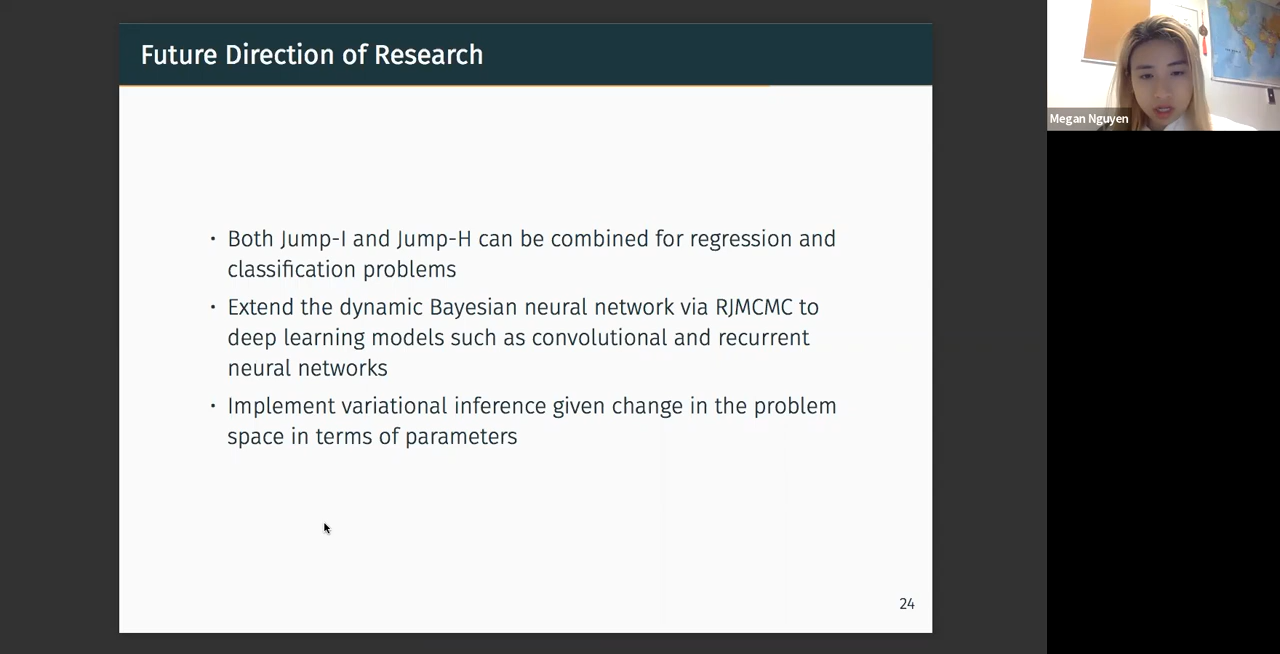 Future Direction of Research
Megan Nguyen
• Both Jump-I and Jump-H can be combined for regression and
classification problems
• Extend the dynamic Bayesian neural network via RJMCMC to
deep learning models such as convolutional and recurrent
neural networks
• Implement variational inference given change in the problem
space in terms of parameters
24